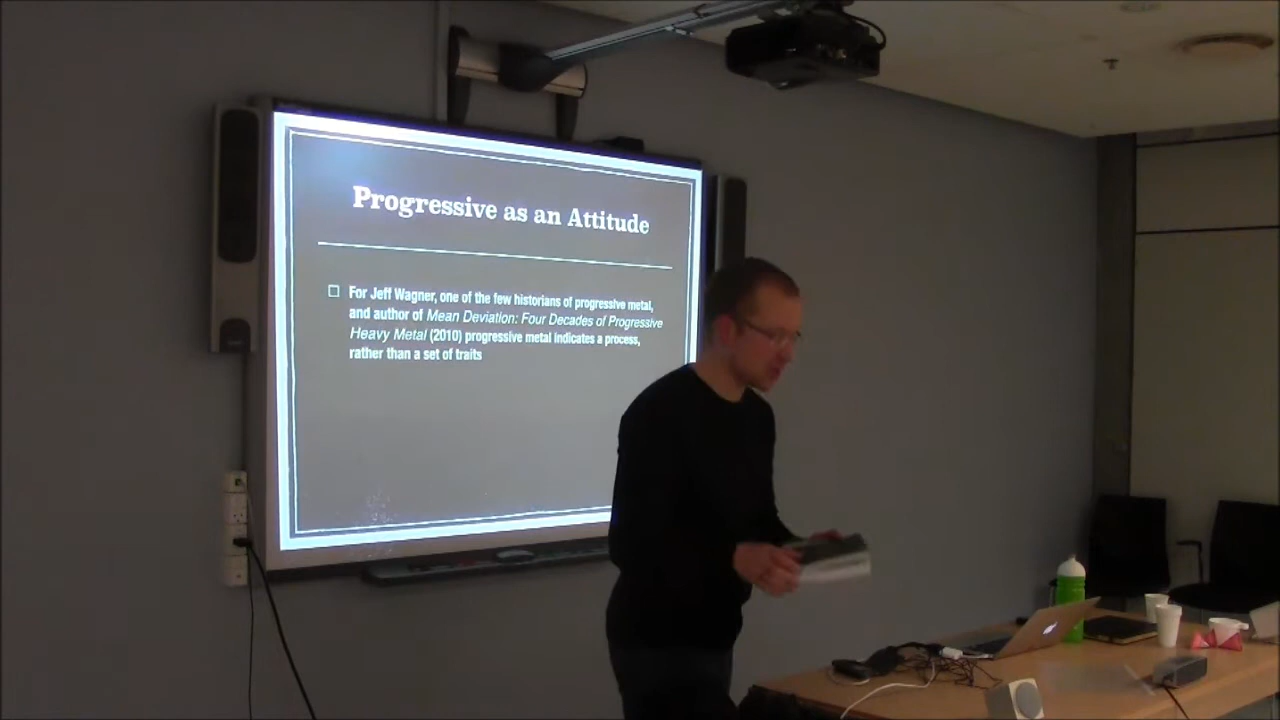 Progressive as an Attitude
For Jeff Wagner, one of the few historians of progressive metal,
and author of Mean Deviation: Four Decades of Progressive
Heavy Metal (2010) progressive metal indicates a process,
rather than a set of traits